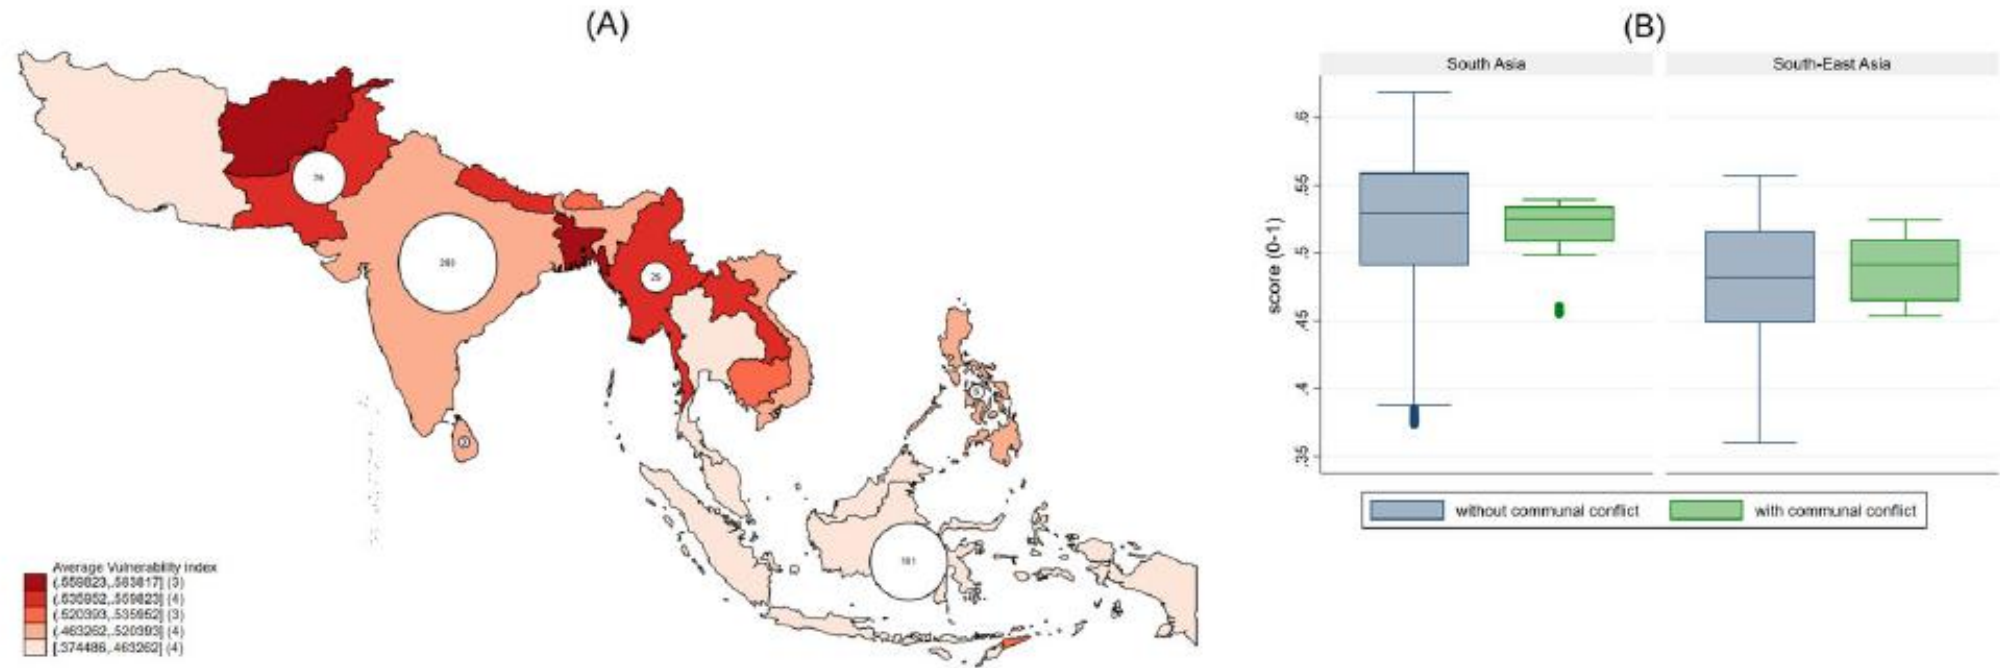 (A)
Average Vulnerability index
(.559823,.583817] (3)
(.535952,.559823] (4)
(.520393,.535952] (3)
(.463262,.520393] (4)
[.374486,.463262] (4)
(B)
South Asia
South-East Asia
score (0-1)
.6
.55
.5
.45
.4
.35
without communal conflict
with communal conflict